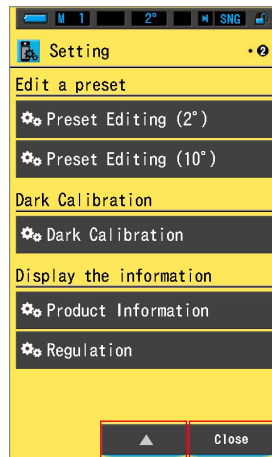 M 1 2° SNG
Setting ・❷
Edit a preset
Preset Editing (2°)
Preset Editing (10°)
Dark Calibration
Dark Calibration
Display the information
Product Information
Regulation
▲ Close